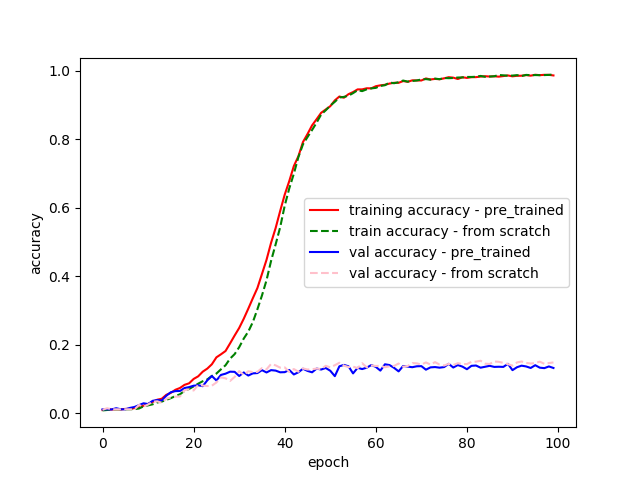 1.0
0.8
0.6
0.4
0.2
0.0
accuracy
training accuracy - pre_trained
train accuracy - from scratch
val accuracy - pre_trained
val accuracy - from scratch
0 20 40 60 80 100
epoch